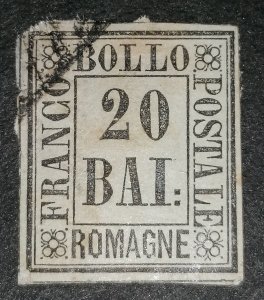 FRANCO
BOLLO
POSTALE
20
BAI:
ROMAGNE